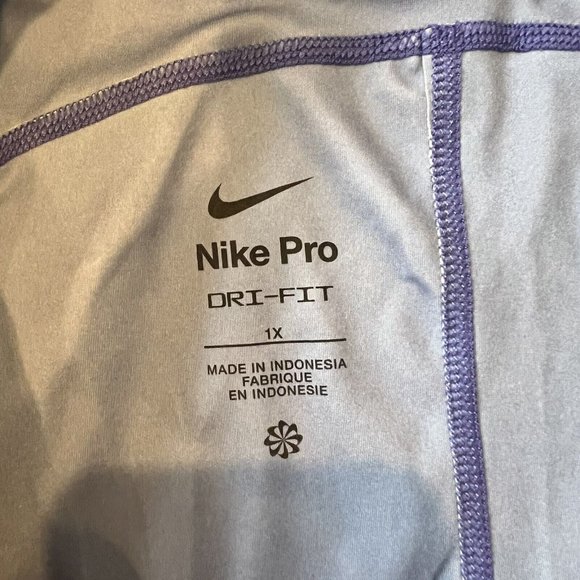 Nike Pro
DRI-FIT
1X
MADE IN INDONESIA
FABRIQUE
EN INDONESIE